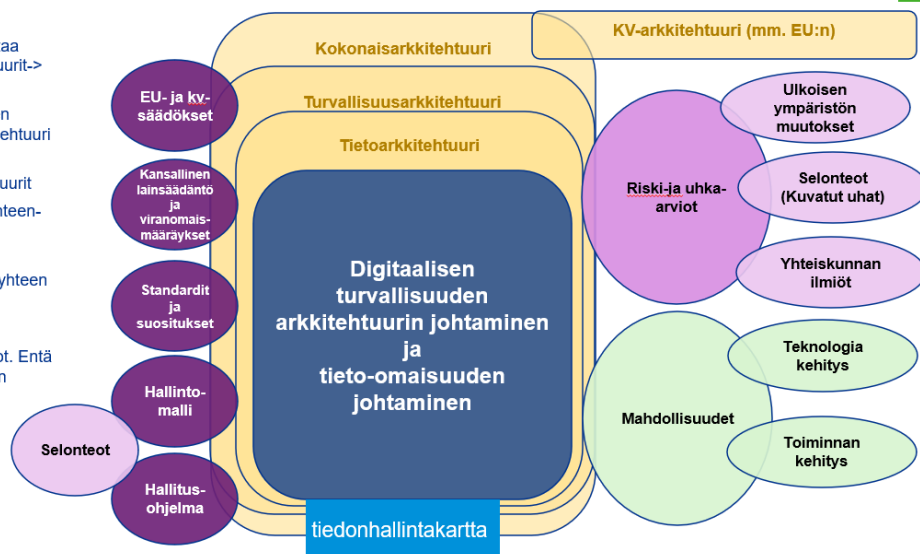 taa
uurit->
n
ehtuuri
uurit
nteen-
yhteen
ot. Entä
n
Kokonaisarkkitehtuuri
KV-arkkitehtuuri (mm. EU:n)
Turvallisuusarkkitehtuuri
Tietoarkkitehtuuri
EU- ja kv-
säädökset
Kansallinen
lainsäädäntö
ja
viranomais-
määräykset
Standardit
ja
suositukset
Hallinto-
malli
Selonteot
Hallitus-
ohjelma
Digitaalisen
turvallisuuden
arkkitehtuurin johtaminen
ja
tieto-omaisuuden
johtaminen
tiedonhallintakartta
Riski-ja uhka-
arviot
Ulkoisen
ympäristön
muutokset
Selonteot
(Kuvatut uhat)
Yhteiskunnan
ilmiöt
Mahdollisuudet
Teknologia
kehitys
Toiminnan
kehitys